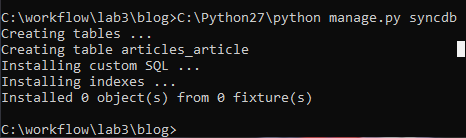 C:\workflow\lab3\blog>C:\Python27\python manage.py syncdb
Creating tables ...
Creating table articles_article
Installing custom SQL ...
Installing indexes ...
Installed 0 object(s) from 0 fixture(s)
C:\workflow\lab3\blog>